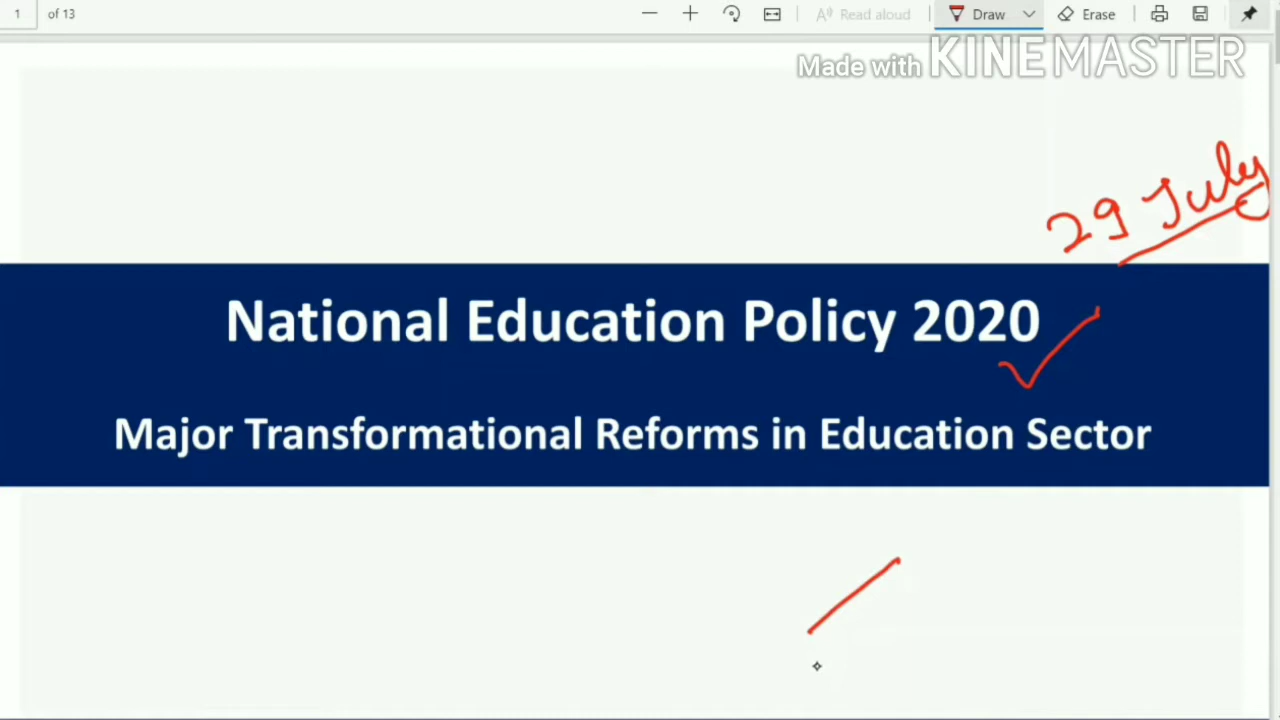 1 of 13 Read aloud Draw Erase
Made with KINEMASTER
29 July
National Education Policy 2020
Major Transformational Reforms in Education Sector